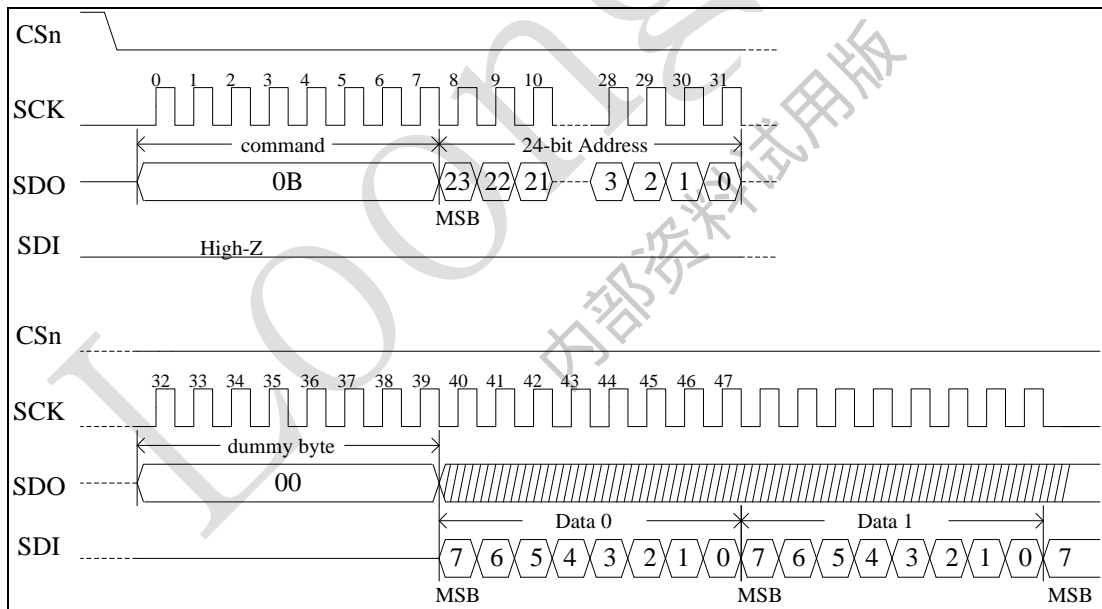 CSn
0 1 2 3 4 5 6 7 8 9 10 28 29 30 31
SCK
command 24-bit Address
SDO 0B 23 22 21 3 2 1 0
MSB
SDI High-Z
CSn
32 33 34 35 36 37 38 39 40 41 42 43 44 45 46 47
SCK
dummy byte
SDO 00
Data 0 Data 1
SDI 7 6 5 4 3 2 1 0 7 6 5 4 3 2 1 0 7
MSB MSB MSB
Loong
内部资料试用版